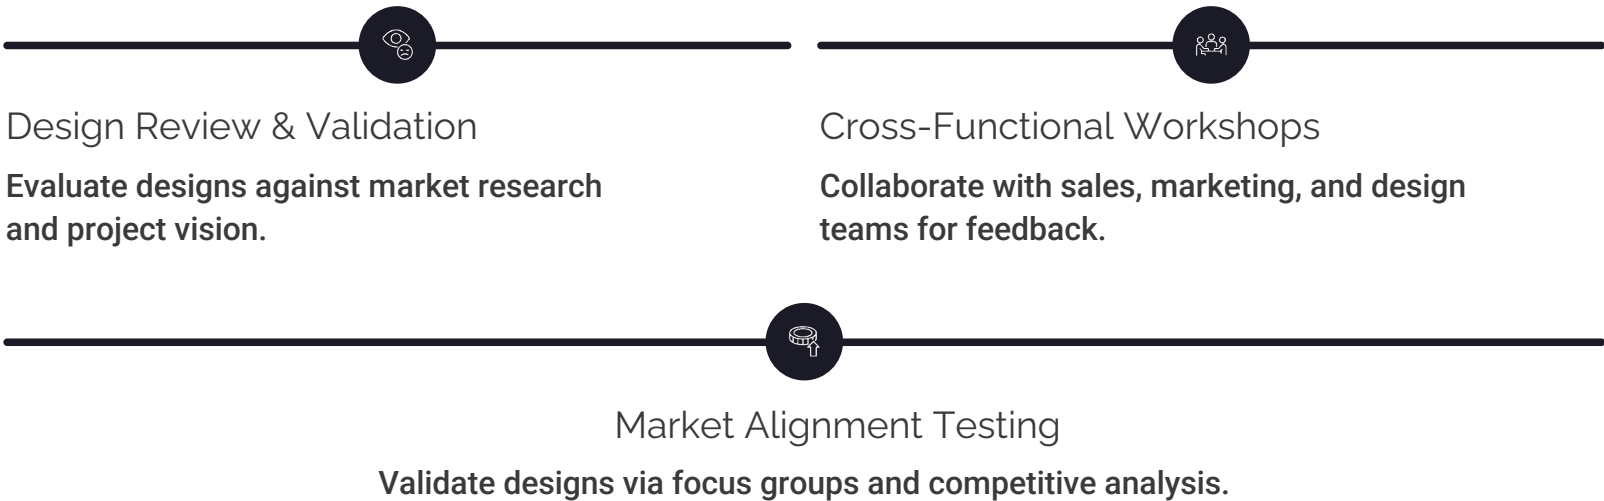 Design Review & Validation
Evaluate designs against market research
and project vision.
Cross-Functional Workshops
Collaborate with sales, marketing, and design
teams for feedback.
Market Alignment Testing
Validate designs via focus groups and competitive analysis.